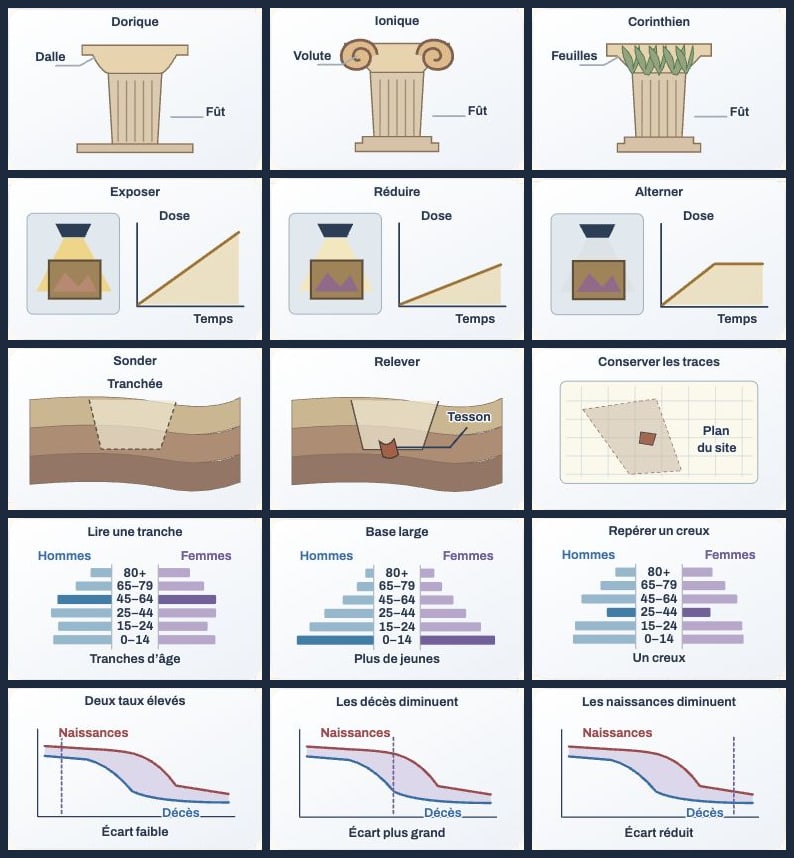 Dorique
Dalle
Fût
Ionique
Volute
Fût
Corinthien
Feuilles
Fût
Exposer
Dose
Temps
Réduire
Dose
Temps
Alterner
Dose
Temps
Sonder
Tranchée
Relever
Tesson
Conserver les traces
Plan
du site
Lire une tranche
Hommes
Femmes
80+
65–79
45–64
25–44
15–24
0–14
Tranches d’âge
Base large
Hommes
Femmes
80+
65–79
45–64
25–44
15–24
0–14
Plus de jeunes
Repérer un creux
Hommes
Femmes
80+
65–79
45–64
25–44
15–24
0–14
Un creux
Deux taux élevés
Naissances
Décès
Écart faible
Les décès diminuent
Naissances
Décès
Écart plus grand
Les naissances diminuent
Naissances
Décès
Écart réduit